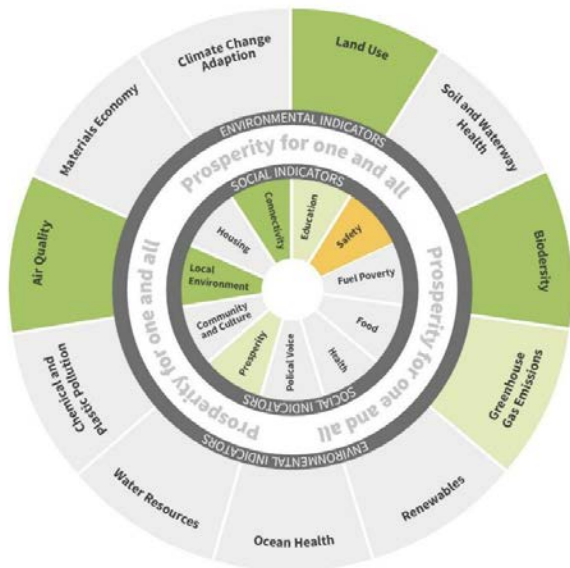 Climate Change
Adaption
Land Use
Soil and Waterway
Health
Biodersity
Greenhouse
Gas Emissions
Renewables
Ocean Health
Water Resources
Chemical and
Plastic Pollution
Air Quality
Materials Economy
ENVIRONMENTAL INDICATORS
Prosperity for one and all
Prosperity for one and all
Prosperity for one and all
ENVIRONMENTAL INDICATORS
SOCIAL INDICATORS
Connectivity
Education
Safety
Fuel Poverty
Food
Health
Polical Voice
Prosperity
Community
and Culture
Local
Environment
Housing
SOCIAL INDICATORS